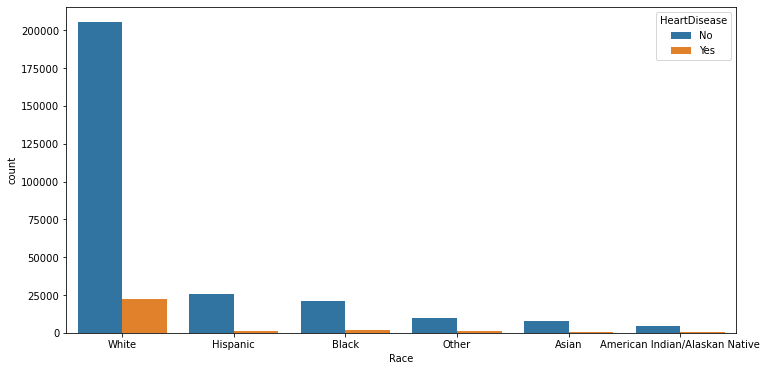 HeartDisease
No
Yes
200000
175000
150000
125000
100000
75000
50000
25000
0
count
White Hispanic Black Other Asian American Indian/Alaskan Native
Race